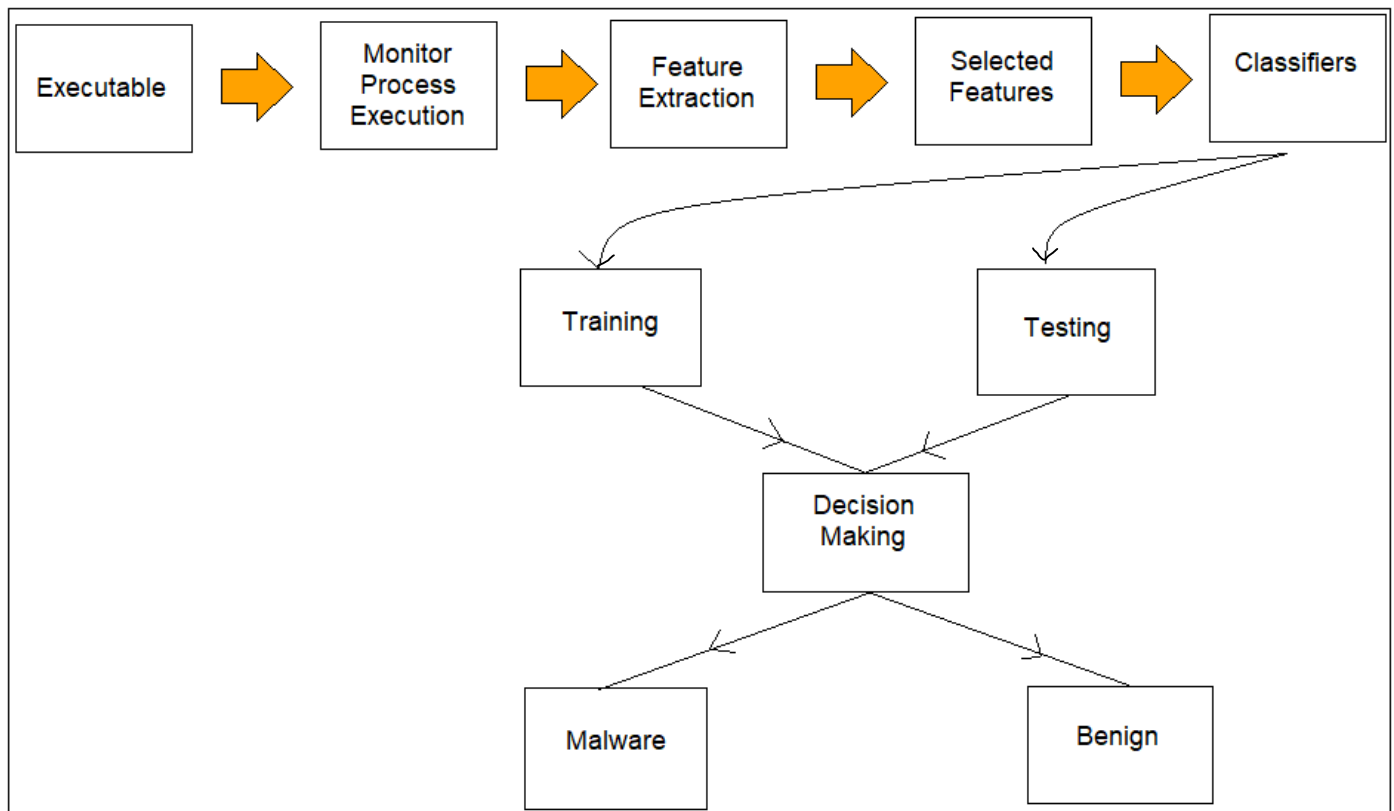 Executable
Monitor
Process
Execution
Feature
Extraction
Selected
Features
Classifiers
Training
Testing
Decision
Making
Malware
Benign